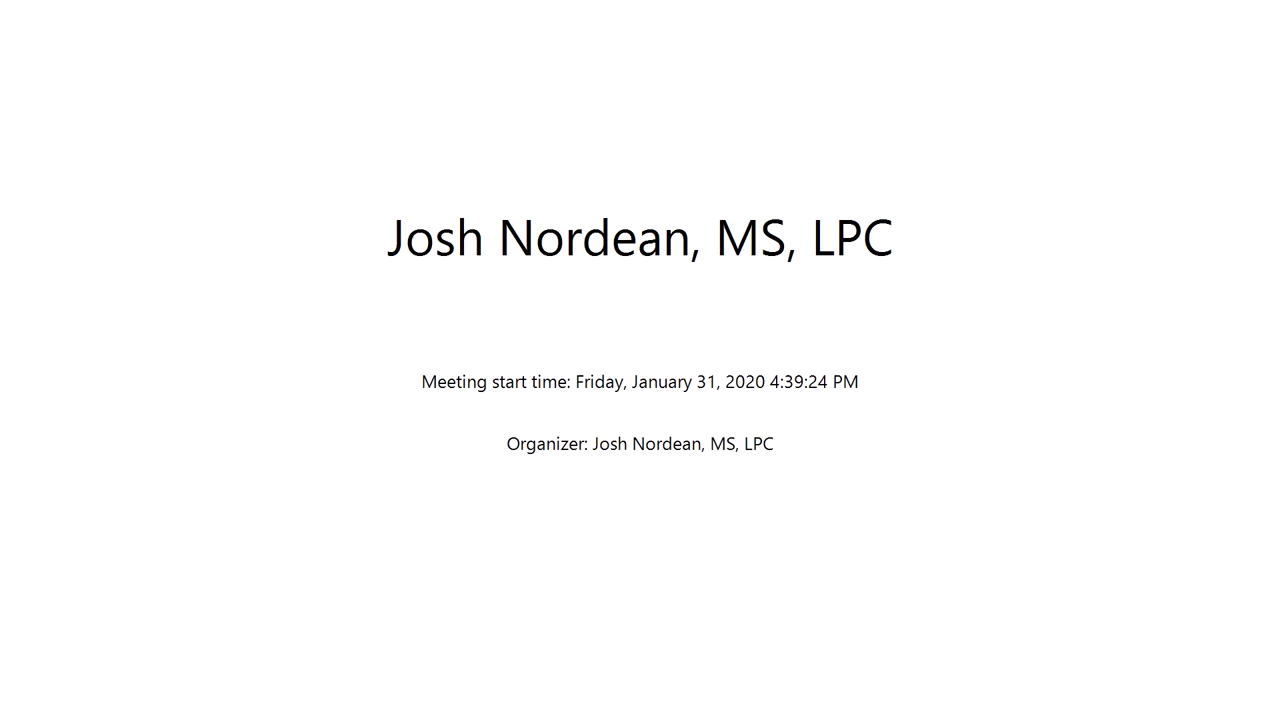 Josh Nordean, MS, LPC
Meeting start time: Friday, January 31, 2020 4:39:24 PM
Organizer: Josh Nordean, MS, LPC